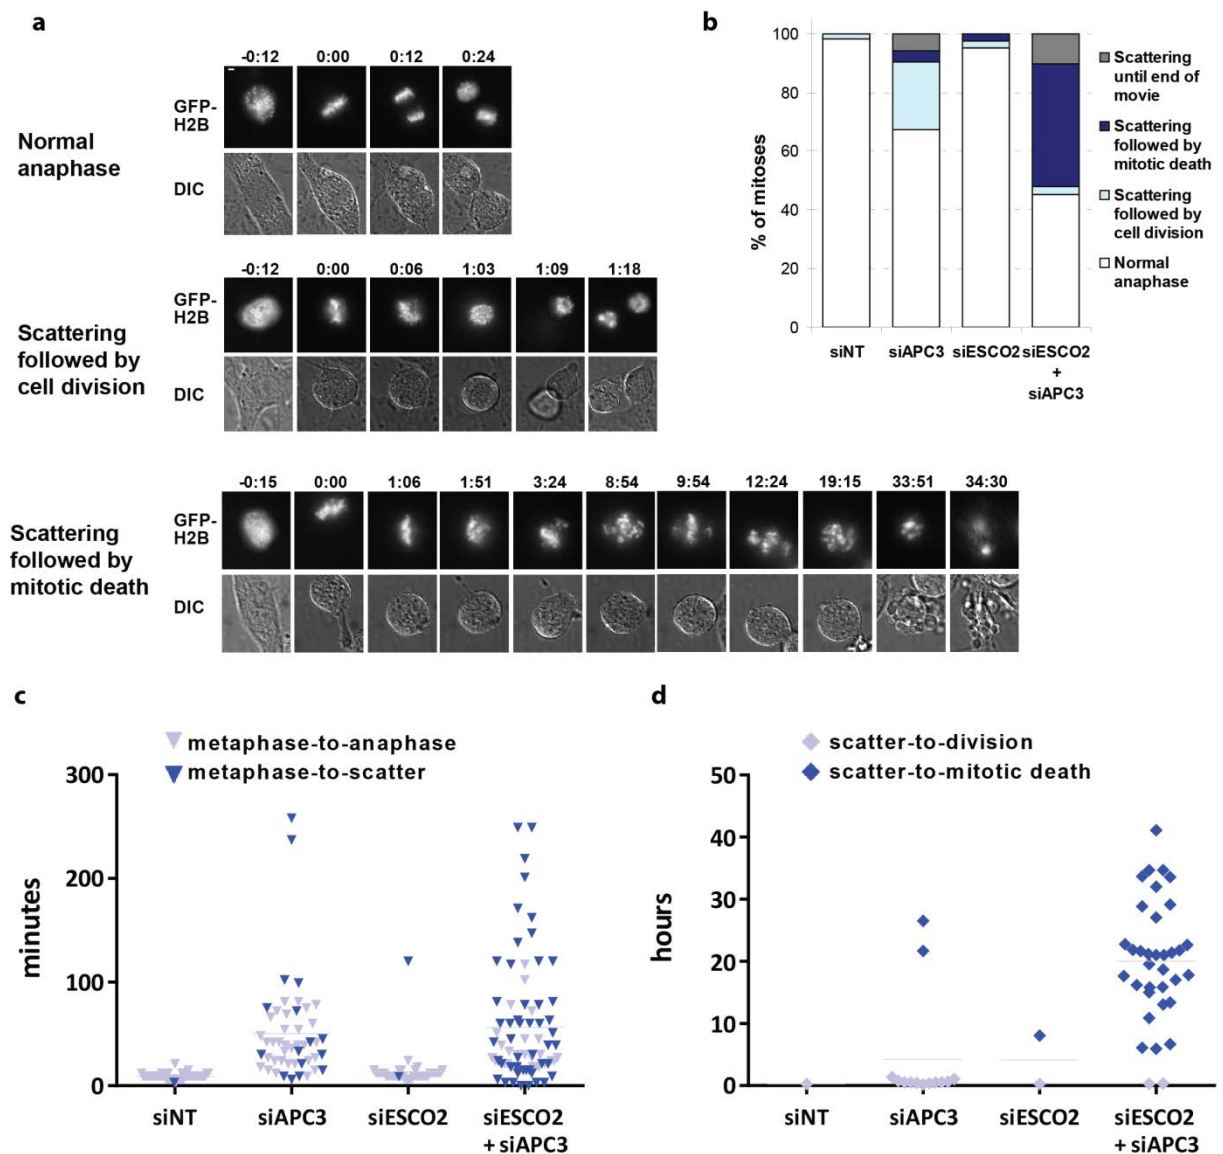 a
-0:12 0:00 0:12 0:24
GFP-
H2B
Normal
anaphase
DIC
-0:12 0:00 0:06 1:03 1:09 1:18
GFP-
H2B
Scattering
followed by
cell division
DIC
-0:15 0:00 1:06 1:51 3:24 8:54 9:54 12:24 19:15 33:51 34:30
GFP-
H2B
Scattering
followed by
mitotic death
DIC
b
% of mitoses
100
80
60
40
20
0
siNT siAPC3 siESCO2 siESCO2
+
siAPC3
Scattering
until end of
movie
Scattering
followed by
mitotic death
Scattering
followed by
cell division
Normal
anaphase
c
metaphase-to-anaphase
metaphase-to-scatter
minutes
300
200
100
0
siNT siAPC3 siESCO2 siESCO2
+ siAPC3
d
scatter-to-division
scatter-to-mitotic death
hours
50
40
30
20
10
0
siNT siAPC3 siESCO2 siESCO2
+ siAPC3